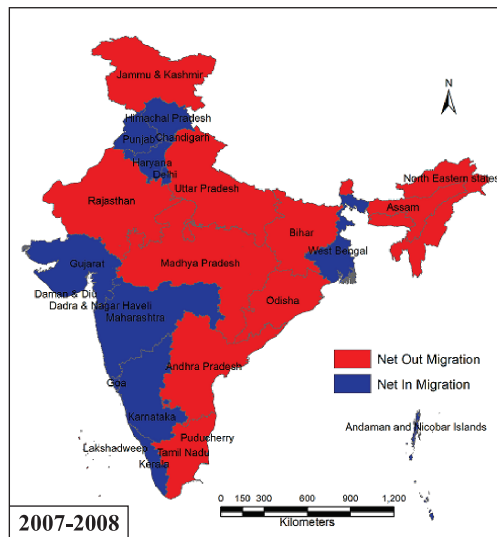 N
Jammu & Kashmir
Himachal Pradesh
Punjab
Chandigarh
Haryana
Delhi
North Eastern states
Rajasthan
Uttar Pradesh
Assam
Bihar
West Bengal
Gujarat
Madhya Pradesh
Daman & Diu
Dadra & Nagar Haveli
Maharashtra
Odisha
Net Out Migration
Andhra Pradesh
Net In Migration
Goa
Karnataka
Andaman and Nicobar Islands
Puducherry
Lakshadweep
Tamil Nadu
Kerala
0 150 300 600 900 1,200
Kilometers
2007-2008